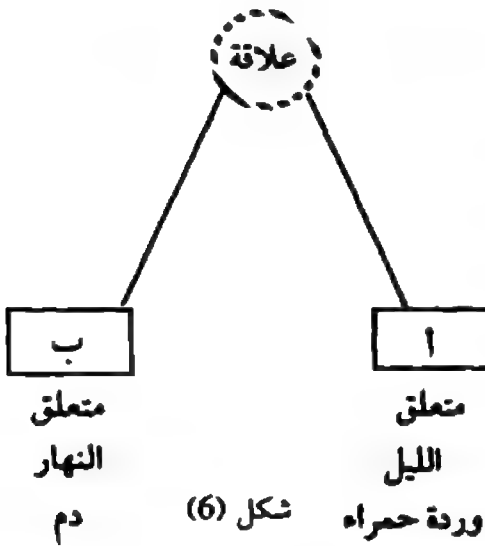 علاقة
أ ب
متعلق متعلق
الليل النهار
وردة حمراء شكل (6) دم